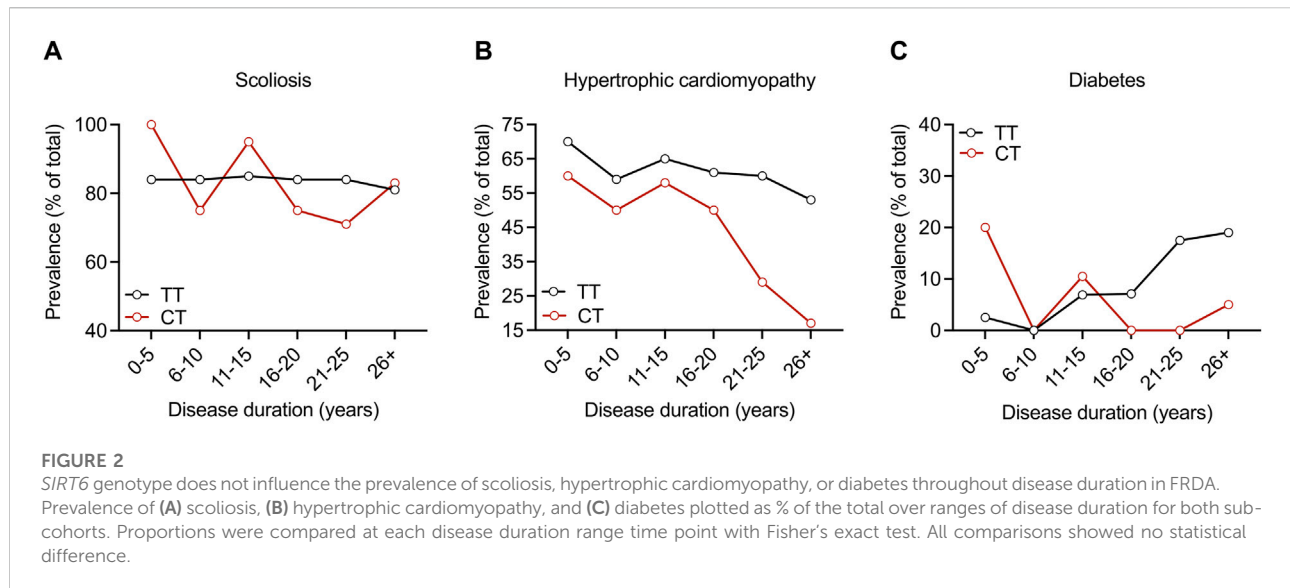 A
Scoliosis
Prevalence (% of total)
100
80
60
40
TT
CT
0-5
6-10
11-15
16-20
21-25
26+
Disease duration (years)
B
Hypertrophic cardiomyopathy
Prevalence (% of total)
75
65
55
45
35
25
15
TT
CT
0-5
6-10
11-15
16-20
21-25
26+
Disease duration (years)
C
Diabetes
Prevalence (% of total)
40
30
20
10
0
TT
CT
0-5
6-10
11-15
16-20
21-25
26+
Disease duration (years)
FIGURE 2
SIRT6 genotype does not influence the prevalence of scoliosis, hypertrophic cardiomyopathy, or diabetes throughout disease duration in FRDA.
Prevalence of (A) scoliosis, (B) hypertrophic cardiomyopathy, and (C) diabetes plotted as % of the total over ranges of disease duration for both sub-
cohorts. Proportions were compared at each disease duration range time point with Fisher's exact test. All comparisons showed no statistical
difference.